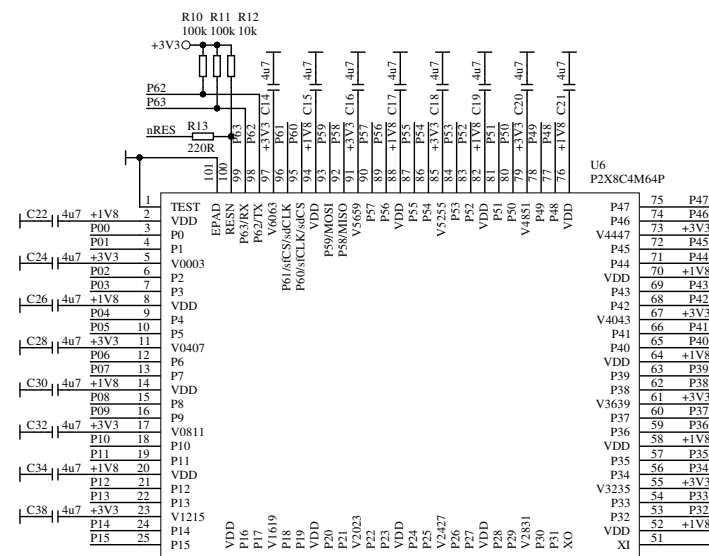 R10 R11 R12
100k 100k 10k
+3V3
P62
P63
nRES R13
220R
4u7 4u7 4u7 4u7 4u7 4u7 4u7 4u7
C14 C15 C16 C17 C18 C19 C20 C21
P63 P62 +3V3 P61 P60 +1V8 P59 P58 +3V3 P57 P56 +1V8 P55 P54 +3V3 P53 P52 +1V8 P51 P50 +3V3 P49 P48 +1V8
101 100 99 98 97 96 95 94 93 92 91 90 89 88 87 86 85 84 83 82 81 80 79 78 77 76
U6
P2X8C4M64P
EPAD RESN P63/RX P62/TX V6063 P61/sfCS/sdCLK P60/sfCLK/sdCS VDD P59/MOSI P58/MISO V5659 P57 P56 VDD P55 P54 V5255 P53 P52 VDD P51 P50 V4851 P49 P48 VDD
1 TEST
C22 4u7 +1V8 2 VDD
P00 3 P0
P01 4 P1
C24 4u7 +3V3 5 V0003
P02 6 P2
P03 7 P3
C26 4u7 +1V8 8 VDD
P04 9 P4
P05 10 P5
C28 4u7 +3V3 11 V0407
P06 12 P6
P07 13 P7
C30 4u7 +1V8 14 VDD
P08 15 P8
P09 16 P9
C32 4u7 +3V3 17 V0811
P10 18 P10
P11 19 P11
C34 4u7 +1V8 20 VDD
P12 21 P12
P13 22 P13
C38 4u7 +3V3 23 V1215
P14 24 P14
P15 25 P15
P47 75 P47
P46 74 P46
V4447 73 +3V3
P45 72 P45
P44 71 P44
VDD 70 +1V8
P43 69 P43
P42 68 P42
V4043 67 +3V3
P41 66 P41
P40 65 P40
VDD 64 +1V8
P39 63 P39
P38 62 P38
V3639 61 +3V3
P37 60 P37
P36 59 P36
VDD 58 +1V8
P35 57 P35
P34 56 P34
V3235 55 +3V3
P33 54 P33
P32 53 P32
VDD 52 +1V8
XI 51
VDD P16 P17 V1619 P18 P19 VDD P20 P21 V2023 P22 P23 VDD P24 P25 V2427 P26 P27 VDD P28 P29 V2831 P30 P31 XO